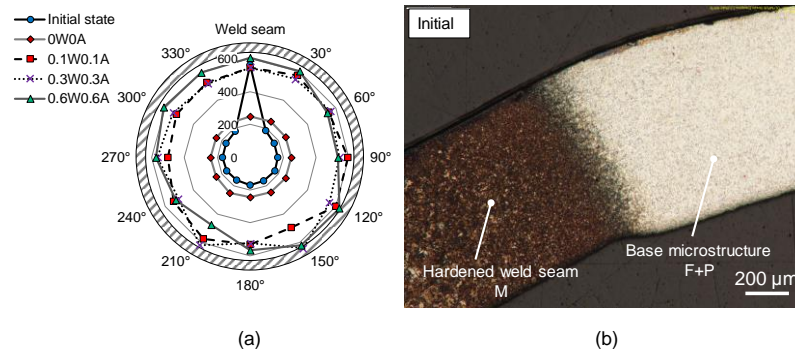 Initial state
0W0A
0.1W0.1A
0.3W0.3A
0.6W0.6A
Weld seam
330°
30°
300°
60°
270°
90°
240°
120°
210°
150°
180°
600
400
200
0
(a)
Initial
Hardened weld seam
M
Base microstructure
F+P
200 µm
(b)